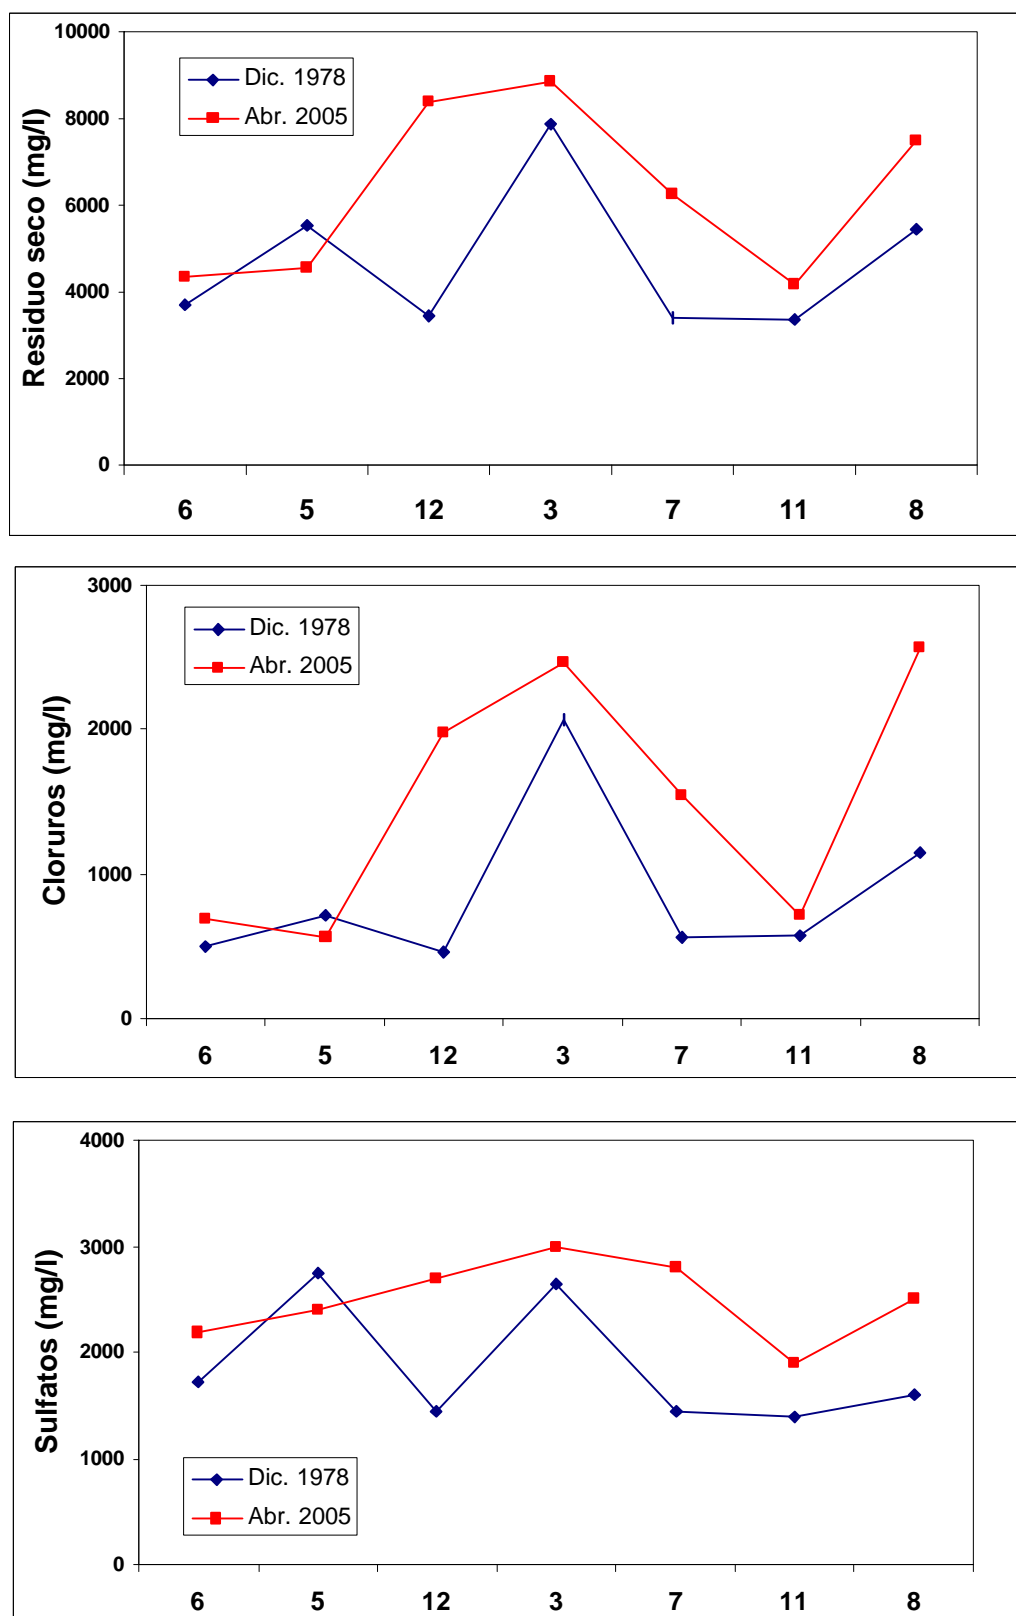 10000
8000
6000
4000
2000
0
Residuo seco (mg/l)
Dic. 1978
Abr. 2005
6 5 12 3 7 11 8
3000
2000
1000
0
Cloruros (mg/l)
Dic. 1978
Abr. 2005
6 5 12 3 7 11 8
4000
3000
2000
1000
0
Sulfatos (mg/l)
Dic. 1978
Abr. 2005
6 5 12 3 7 11 8